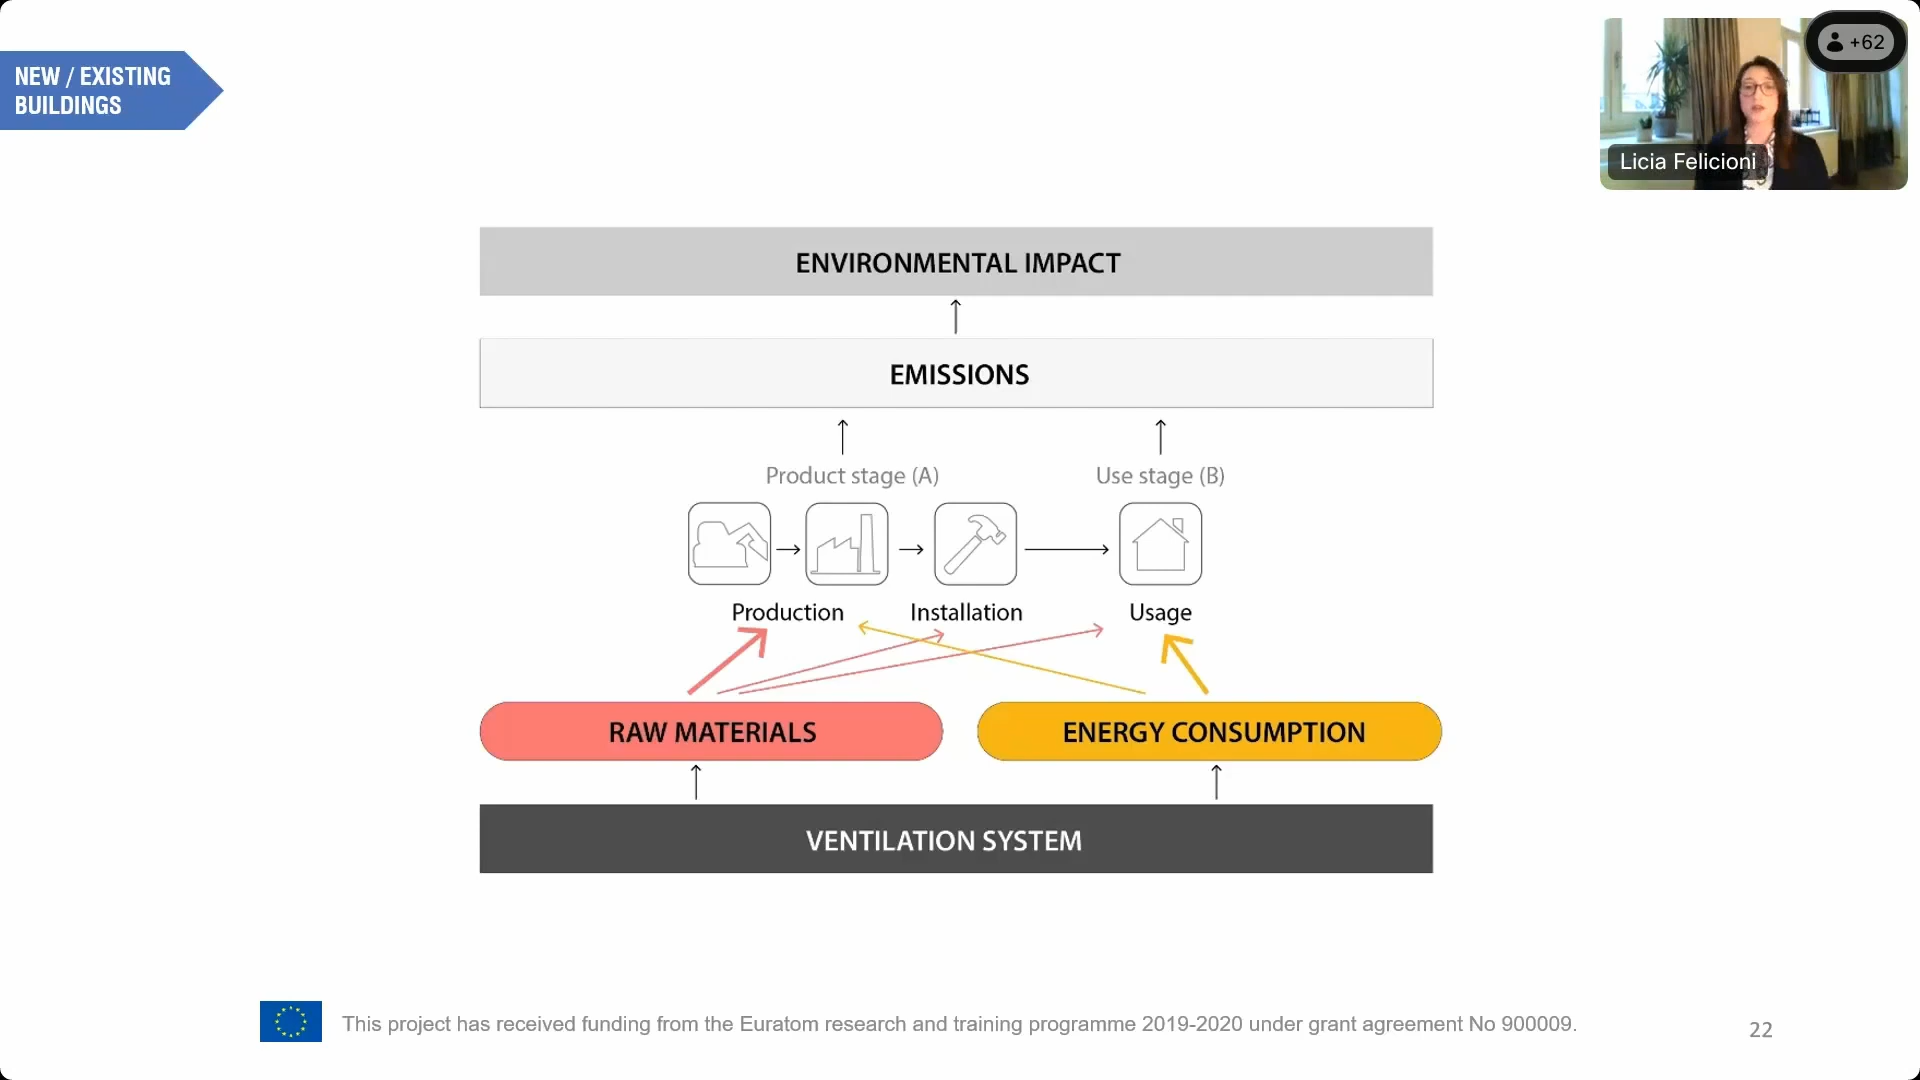 NEW / EXISTING
BUILDINGS
+62
Licia Felicioni
ENVIRONMENTAL IMPACT
EMISSIONS
Product stage (A)
Use stage (B)
Production
Installation
Usage
RAW MATERIALS
ENERGY CONSUMPTION
VENTILATION SYSTEM
This project has received funding from the Euratom research and training programme 2019-2020 under grant agreement No 900009.
22